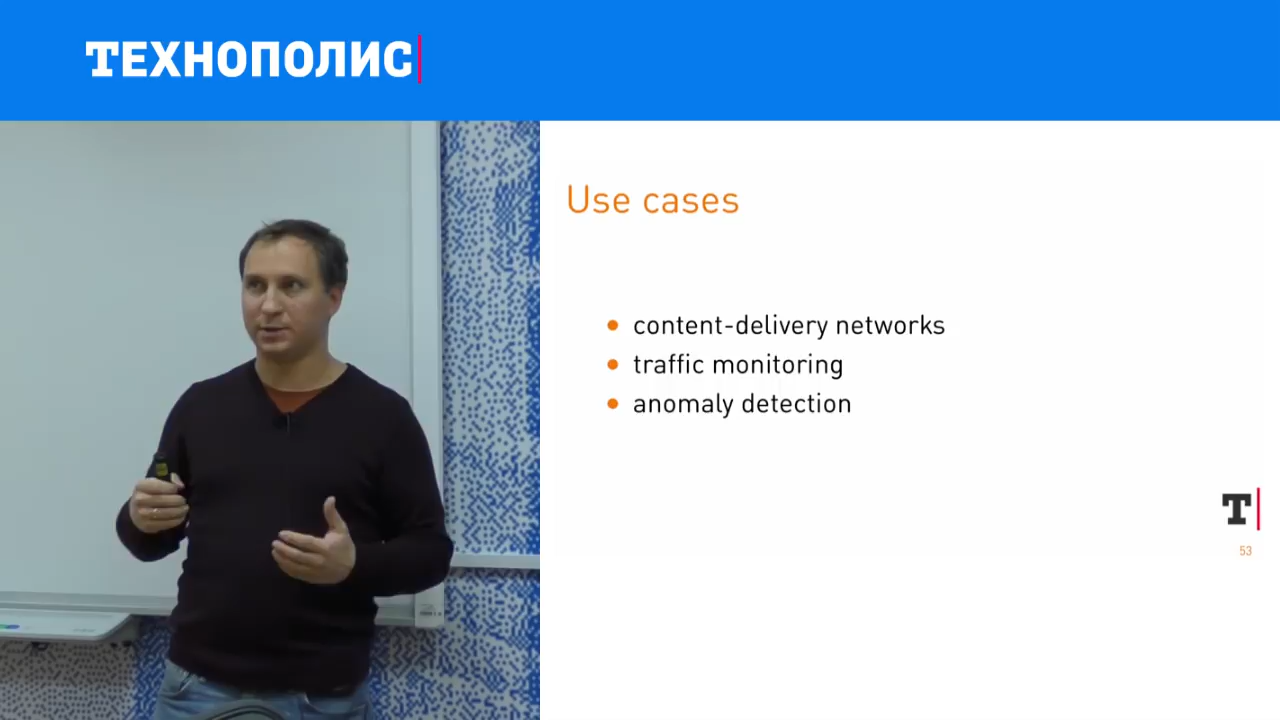 ТЕХНОПОЛИС
Use cases
content-delivery networks
traffic monitoring
anomaly detection
T
53